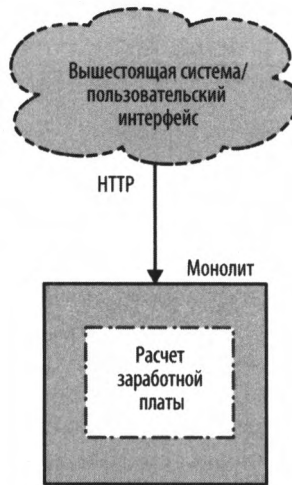 Вышестоящая система/
пользовательский
интерфейс
HTTP
Монолит
Расчет
заработной
платы